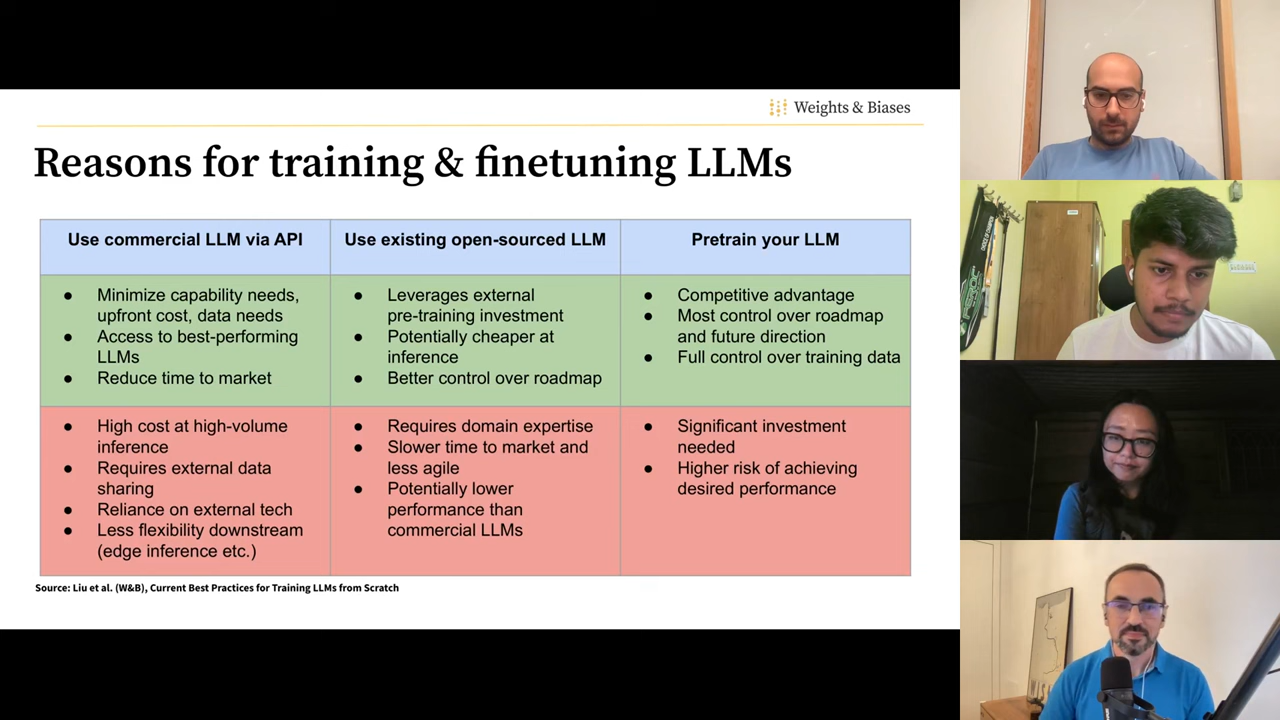 Weights & Biases
Reasons for training & finetuning LLMs
Use commercial LLM via API
Use existing open-sourced LLM
Pretrain your LLM
● Minimize capability needs,
upfront cost, data needs
● Access to best-performing
LLMs
● Reduce time to market
● Leverages external
pre-training investment
● Potentially cheaper at
inference
● Better control over roadmap
● Competitive advantage
● Most control over roadmap
and future direction
● Full control over training data
● High cost at high-volume
inference
● Requires external data
sharing
● Reliance on external tech
● Less flexibility downstream
(edge inference etc.)
● Requires domain expertise
● Slower time to market and
less agile
● Potentially lower
performance than
commercial LLMs
● Significant investment
needed
● Higher risk of achieving
desired performance
Source: Liu et al. (W&B), Current Best Practices for Training LLMs from Scratch